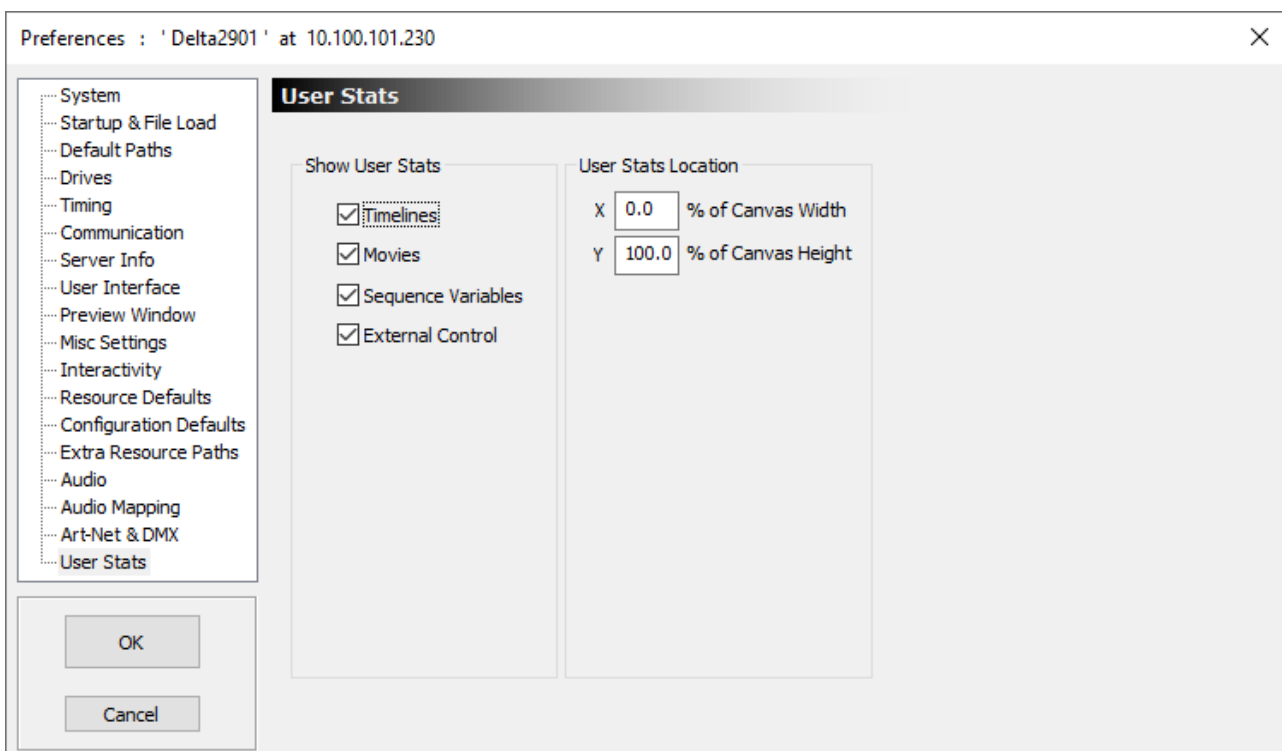 Preferences : 'Delta2901' at 10.100.101.230
System
Startup & File Load
Default Paths
Drives
Timing
Communication
Server Info
User Interface
Preview Window
Misc Settings
Interactivity
Resource Defaults
Configuration Defaults
Extra Resource Paths
Audio
Audio Mapping
Art-Net & DMX
User Stats
OK
Cancel
User Stats
Show User Stats
Timelines
Movies
Sequence Variables
External Control
User Stats Location
X 0.0 % of Canvas Width
Y 100.0 % of Canvas Height